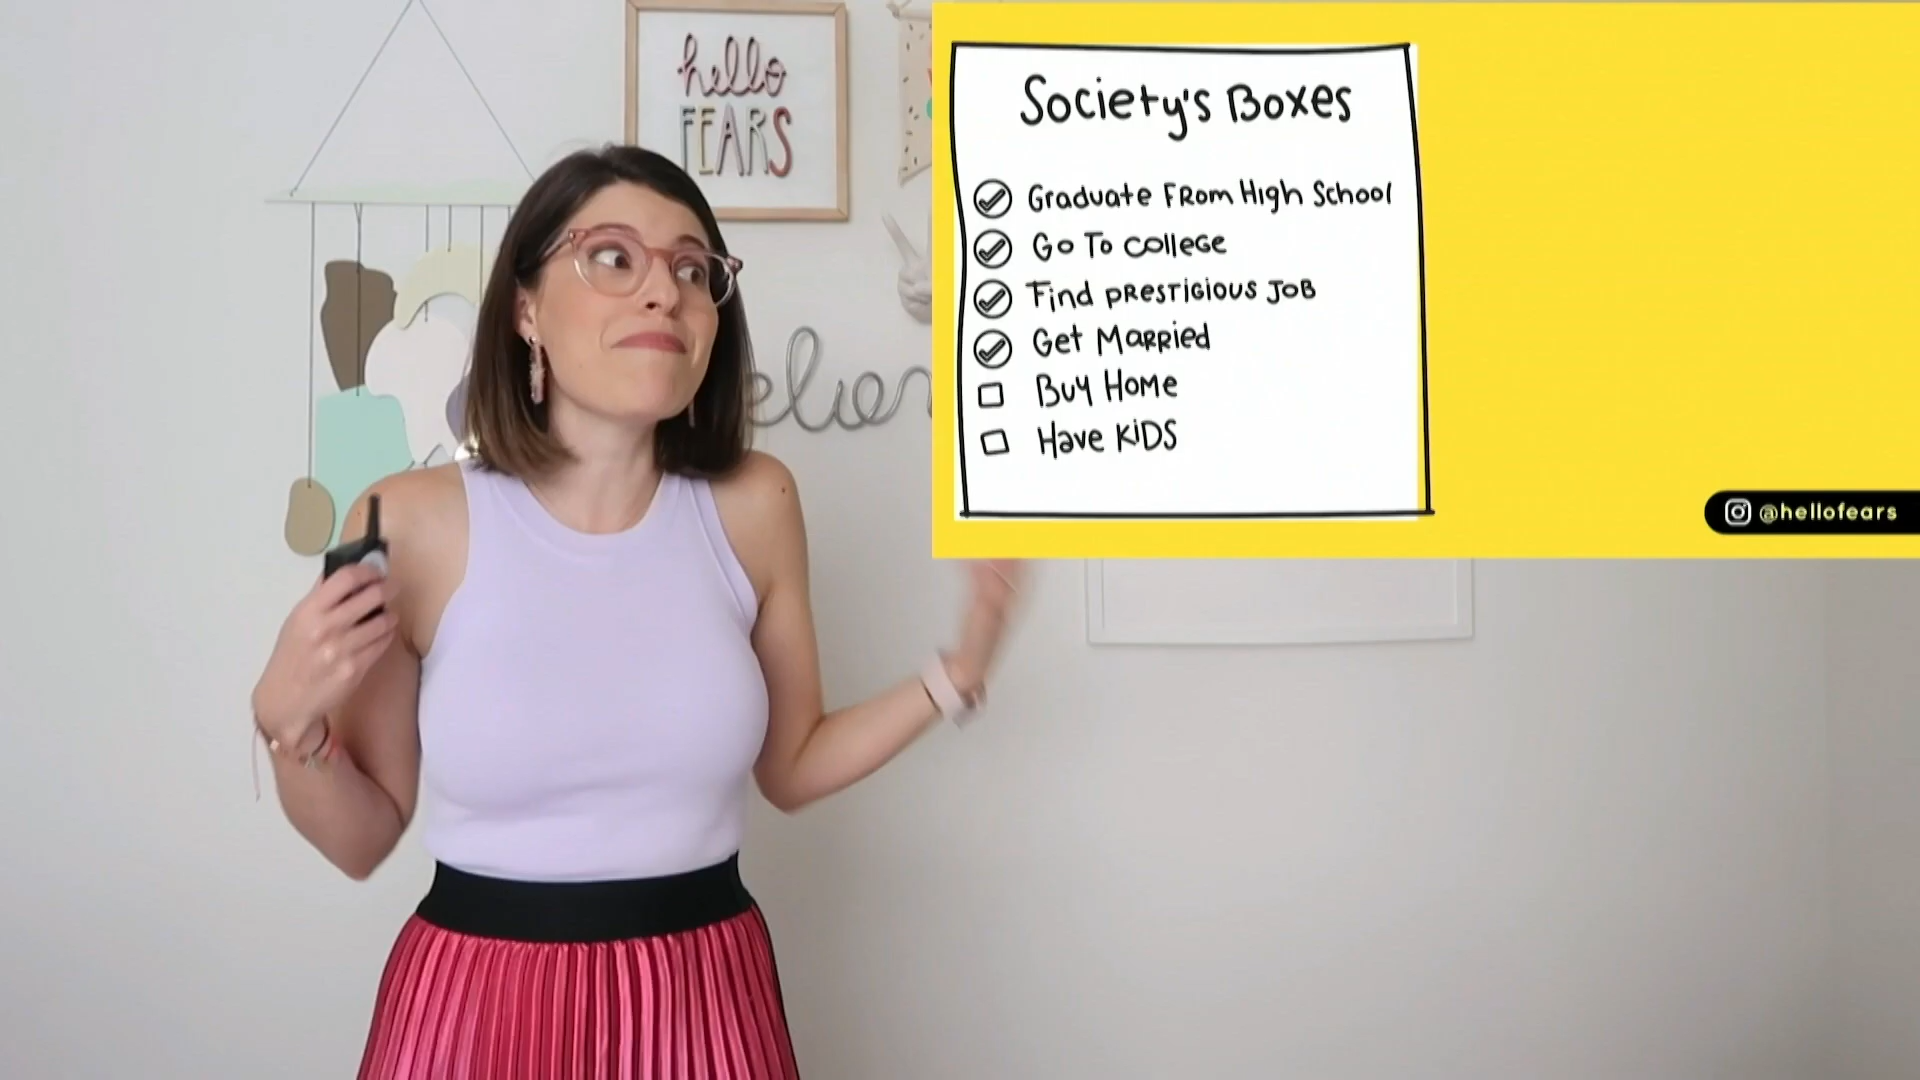 hello
FEARS
Society's Boxes
Graduate From High School
Go To College
Find Prestigious Job
Get Married
Buy Home
Have Kids
@hellofears